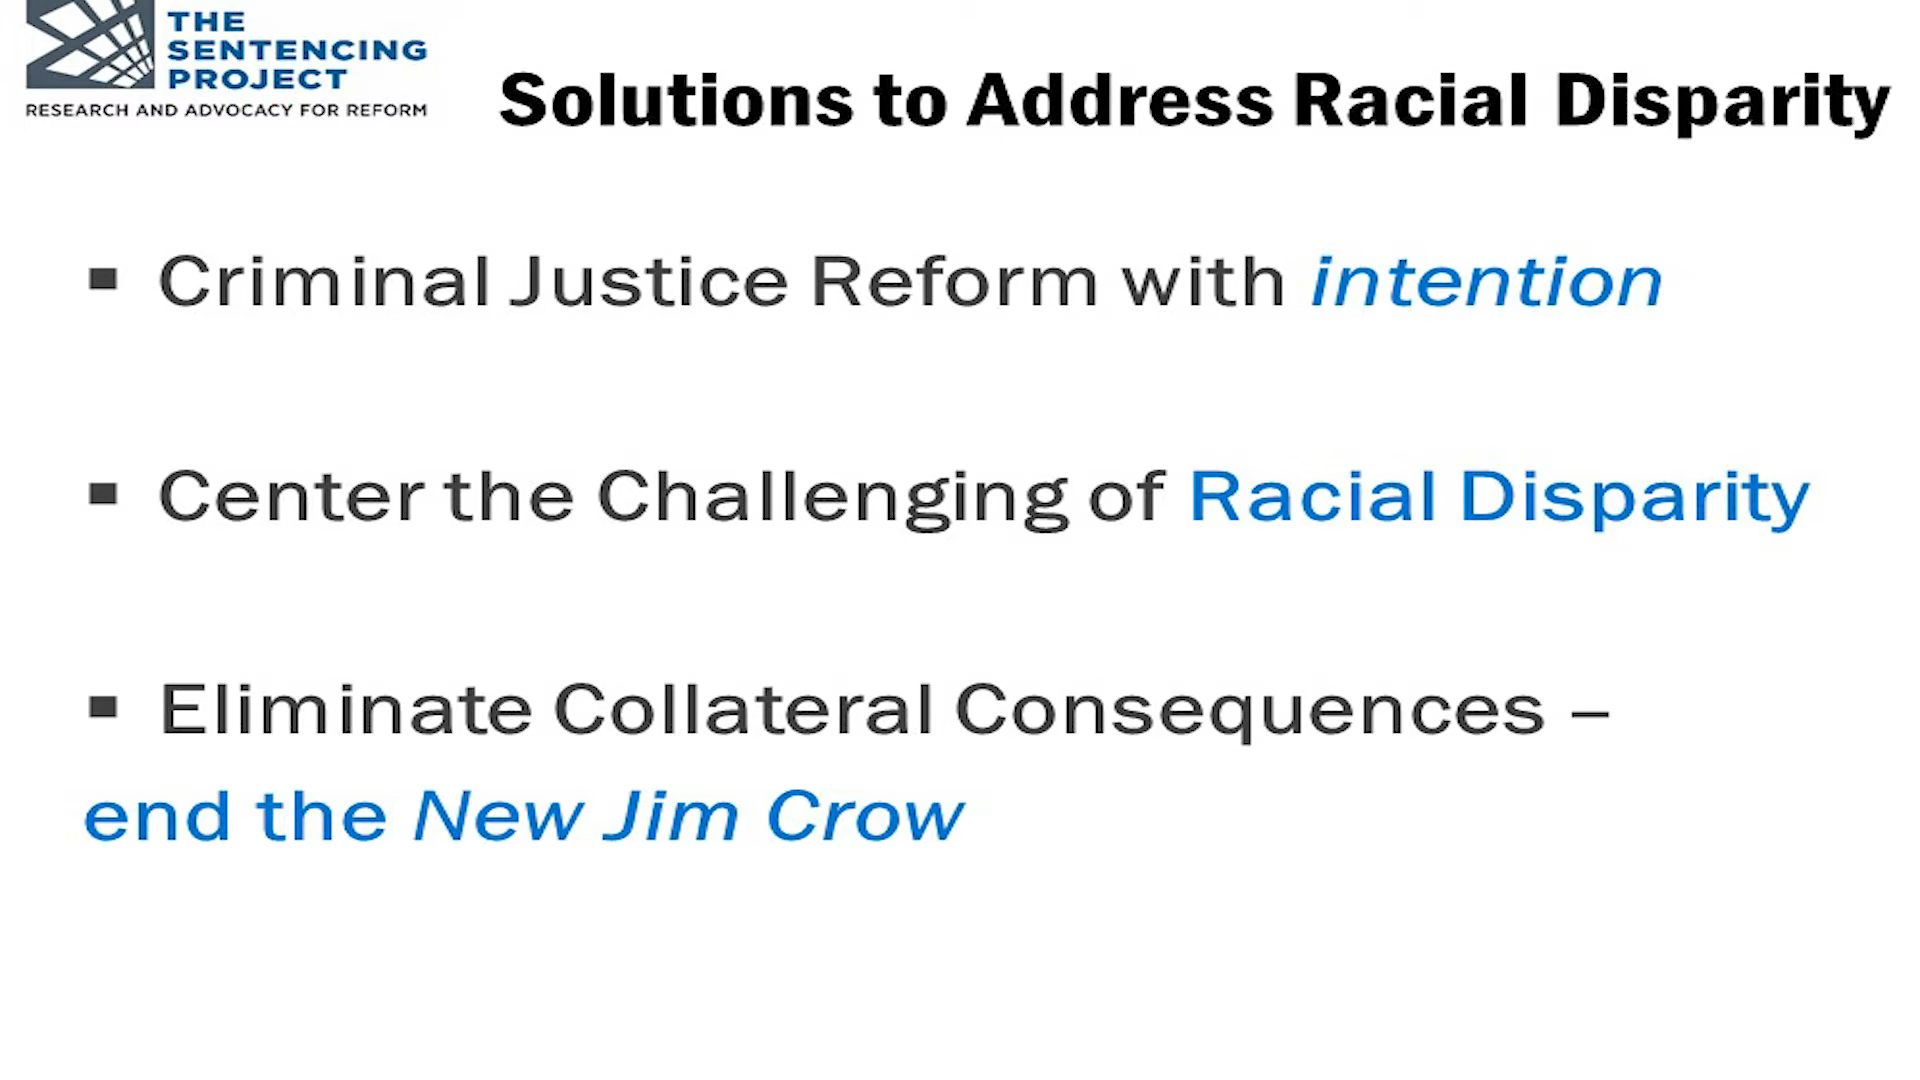 THE
SENTENCING
PROJECT
RESEARCH AND ADVOCACY FOR REFORM
Solutions to Address Racial Disparity
▪ Criminal Justice Reform with intention
▪ Center the Challenging of Racial Disparity
▪ Eliminate Collateral Consequences –
end the New Jim Crow